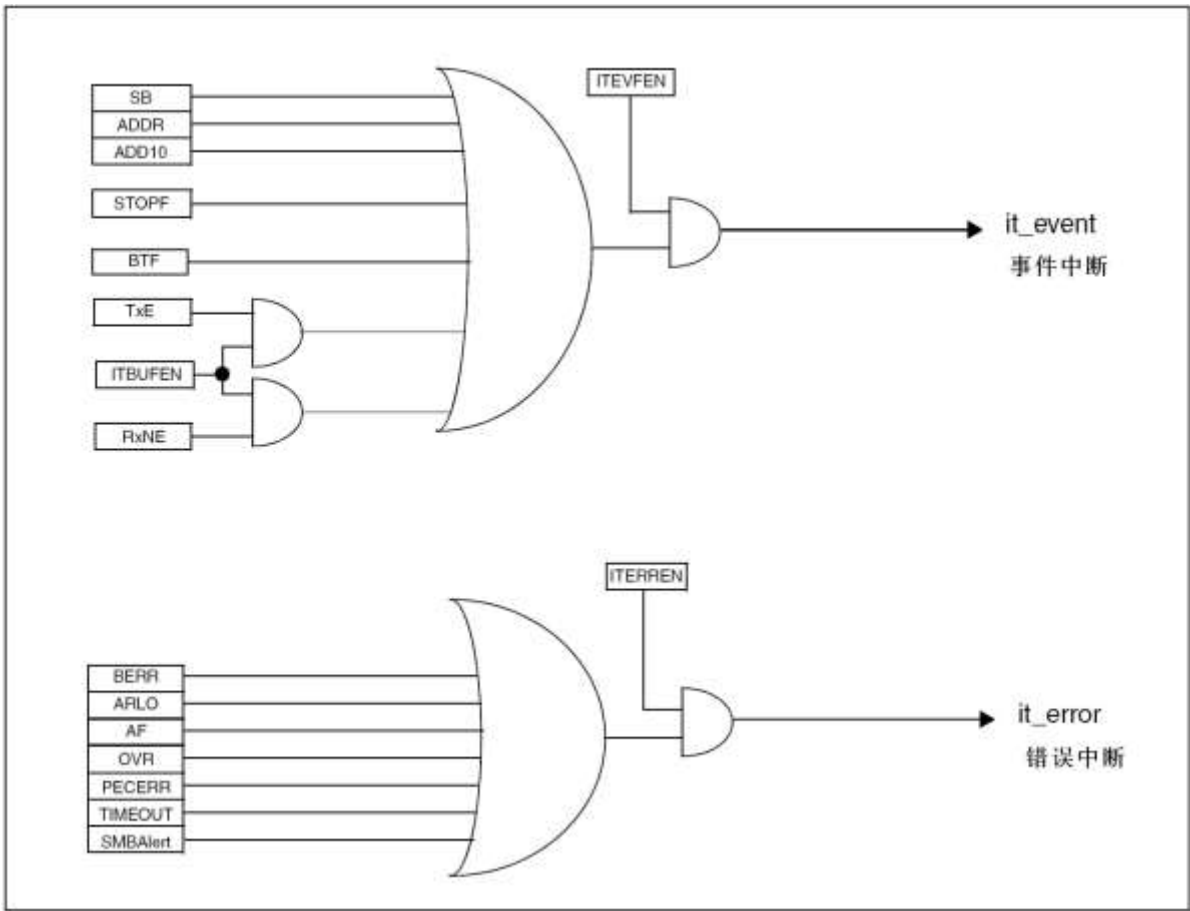 SB
ADDR
ADD10
STOPF
BTF
TxE
ITBUFEN
RxNE
ITEVFEN
it_event
事件中断
BERR
ARLO
AF
OVR
PECERR
TIMEOUT
SMBAlert
ITERREN
it_error
错误中断